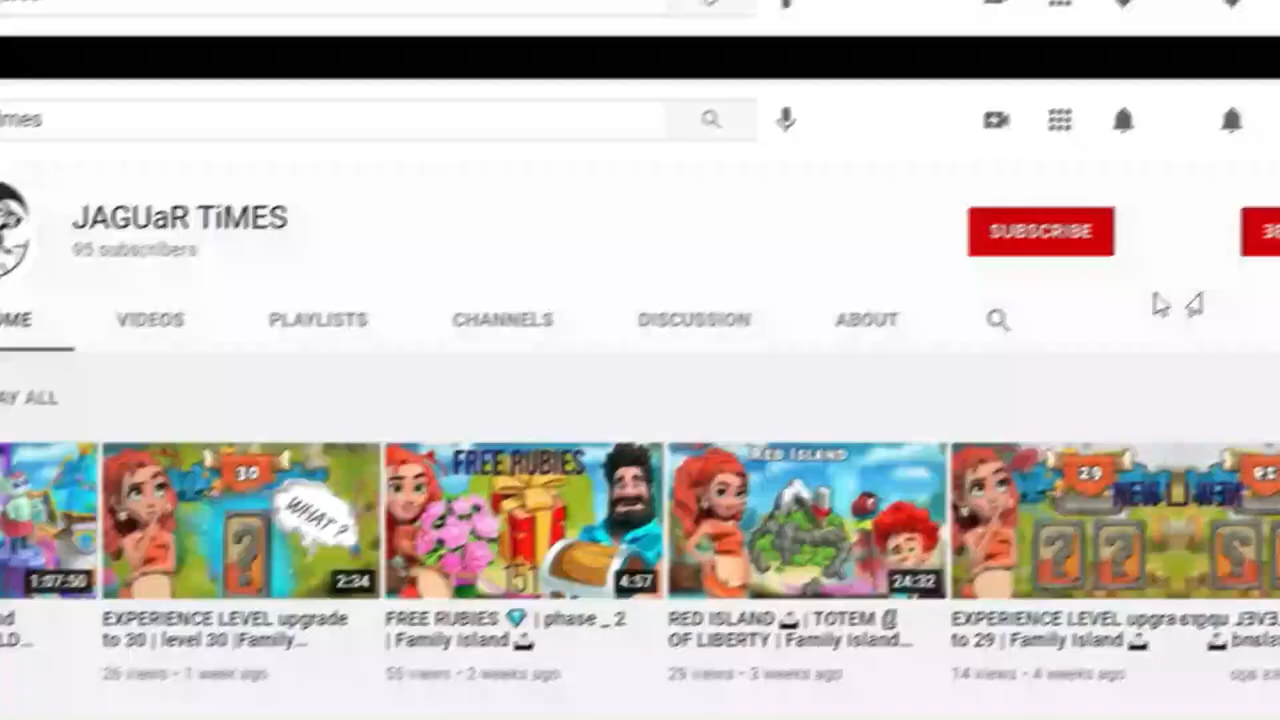 imes
JAGUaR TiMES
95 subscribers
SUBSCRIBE
OME
VIDEOS
PLAYLISTS
CHANNELS
DISCUSSION
ABOUT
AY ALL
1:07:50
30
WHAT ?
2:34
FREE RUBIES
4:57
RED ISLAND
24:32
29
EXPERIENCE LEVEL upgrade
to 30 | level 30 |Family...
26 views • 1 week ago
FREE RUBIES 💎 | phase _ 2
| Family Island
55 views • 2 weeks ago
RED ISLAND | TOTEM
OF LIBERTY | Family Island...
29 views • 3 weeks ago
EXPERIENCE LEVEL upgra
to 29 | Family Island
14 views • 4 weeks ago